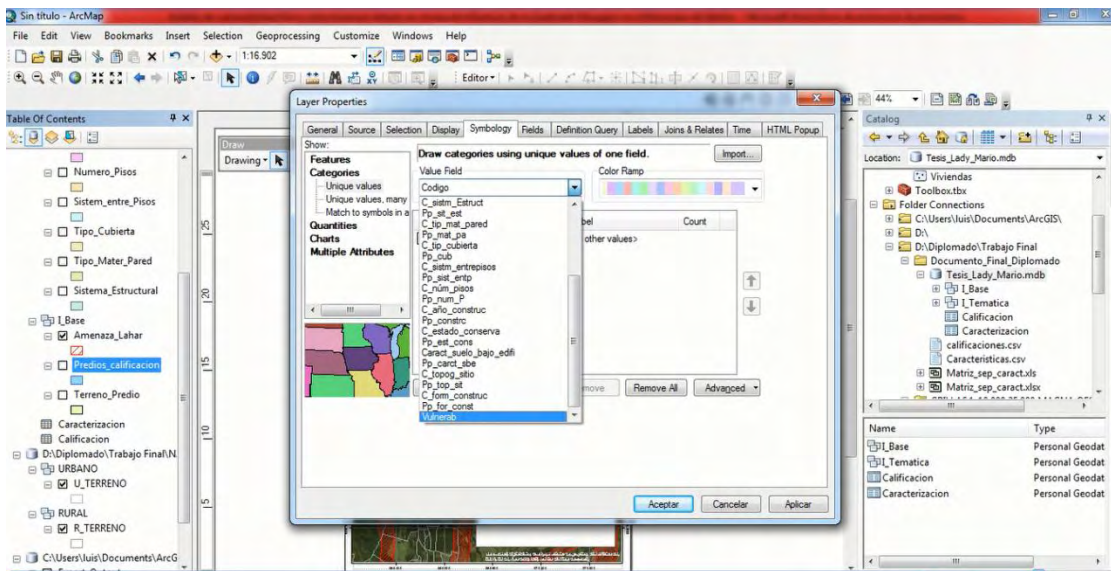 Sin título - ArcMap
File Edit View Bookmarks Insert Selection Geoprocessing Customize Windows Help
1:16.902
Editor
44%
Table Of Contents
Numero_Pisos
Sistem_entre_Pisos
Tipo_Cubierta
Tipo_Mater_Pared
Sistema_Estructural
I_Base
Amenaza_Lahar
Predios_calificacion
Terreno_Predio
Caracterizacion
Calificacion
D:\Diplomado\Trabajo Final\N
URBANO
U_TERRENO
RURAL
R_TERRENO
C:\Users\luis\Documents\ArcG
Draw
Drawing
25
20
15
10
5
Layer Properties
General Source Selection Display Symbology Fields Definition Query Labels Joins & Relates Time HTML Popup
Show:
Features
Categories
Unique values
Unique values, many
Match to symbols in a
Quantities
Charts
Multiple Attributes
Draw categories using unique values of one field.
Import...
Value Field
Color Ramp
Codigo
C_sistm_Estruct
Pp_sit_est
C_tip_mat_pared
Pp_mat_pa
C_tip_cubierta
Pp_cub
C_sistm_entrepisos
Pp_sist_entp
C_núm_pisos
Pp_num_P
C_año_construc
Pp_constrc
C_estado_conserva
Pp_est_cons
Caract_suelo_bajo_edifi
Pp_carct_sbe
C_topog_sitio
Pp_top_sit
C_form_construc
Pp_for_const
Vulnerab
bel
Count
other values>
move
Remove All
Advanced
Aceptar
Cancelar
Aplicar
Catalog
Location: Tesis_Lady_Mario.mdb
Viviendas
Toolbox.tbx
Folder Connections
C:\Users\luis\Documents\ArcGIS\
D:\
D:\Diplomado\Trabajo Final
Documento_Final_Diplomado
Tesis_Lady_Mario.mdb
I_Base
I_Tematica
Calificacion
Caracterizacion
calificaciones.csv
Caracteristicas.csv
Matriz_sep_caract.xls
Matriz_sep_caract.xlsx
Name Type
I_Base Personal Geodat
I_Tematica Personal Geodat
Calificacion Personal Geodat
Caracterizacion Personal Geodat